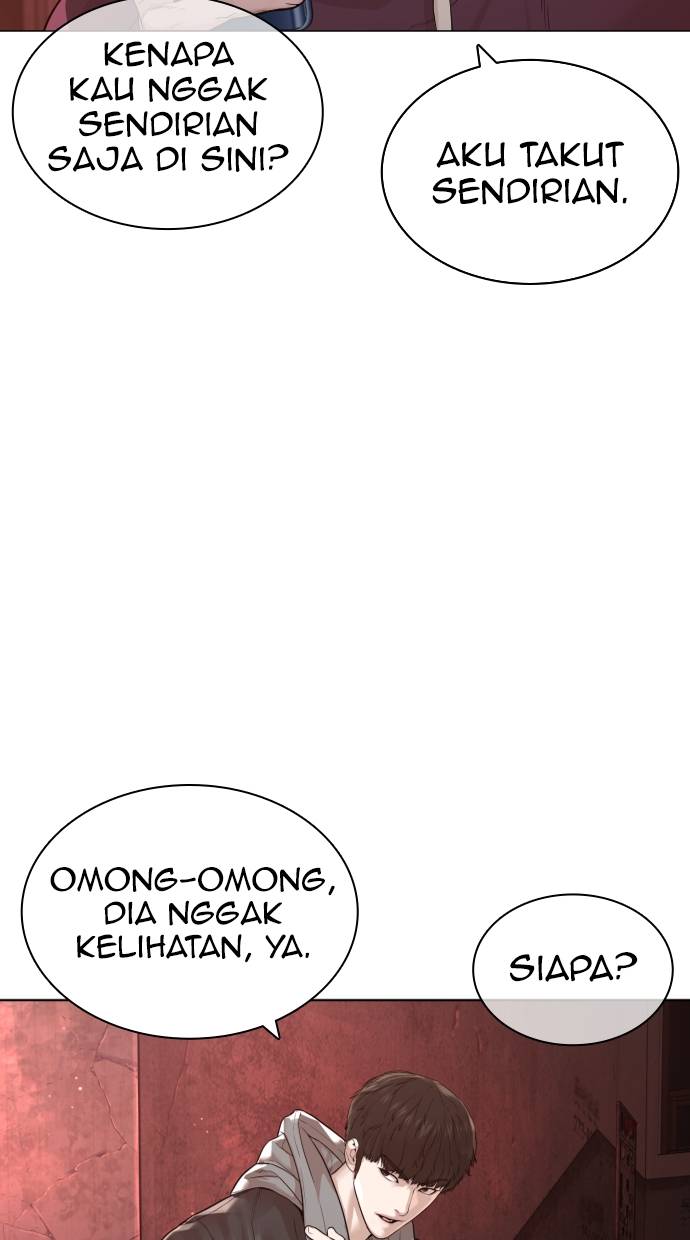 KENAPA
KAU NGGAK
SENDIRIAN
SAJA DI SINI?
AKU TAKUT
SENDIRIAN.
OMONG-OMONG,
DIA NGGAK
KELIHATAN, YA.
SIAPA?